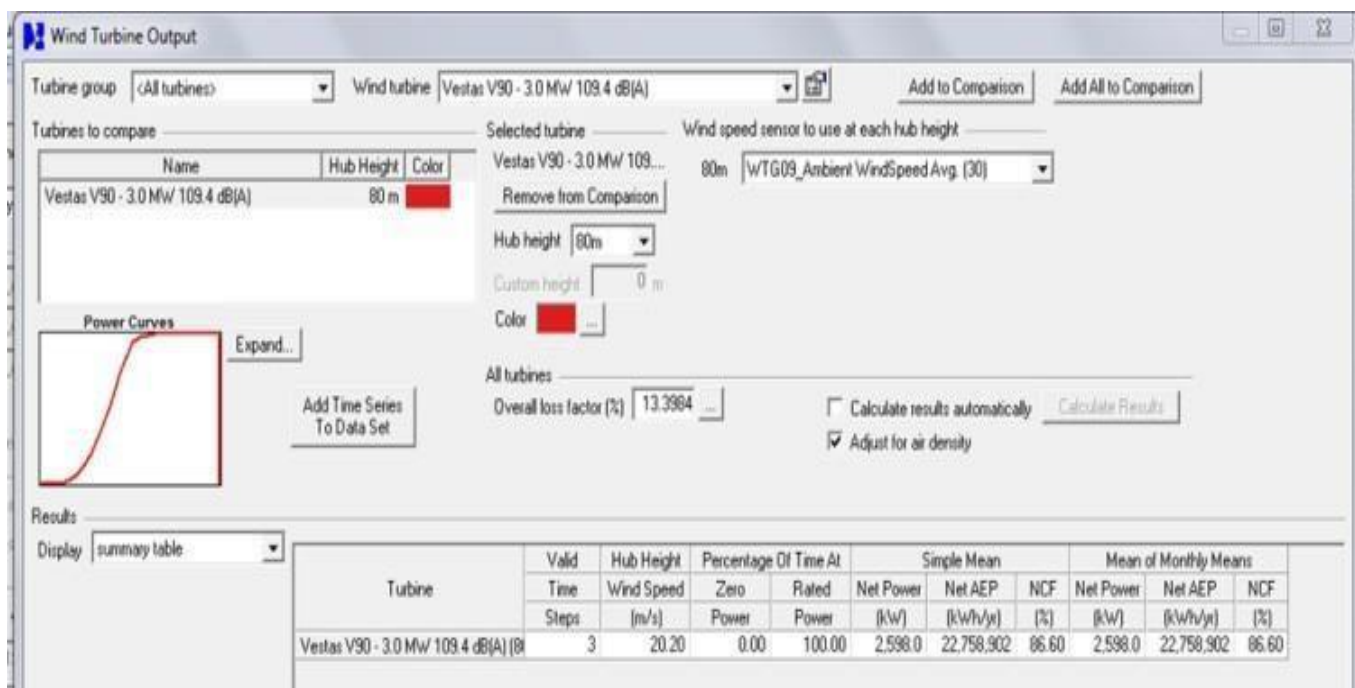 Wind Turbine Output
Turbine group <All turbines> Wind turbine Vestas V90 - 3.0 MW 109.4 dB(A) Add to Comparison Add All to Comparison
Turbines to compare
Name Hub Height Color
Vestas V90 - 3.0 MW 109.4 dB(A) 80 m
Selected turbine
Vestas V90 - 3.0 MW 109....
Remove from Comparison
Hub height 80m
Custom height 0 m
Color ...
Wind speed sensor to use at each hub height
80m WTG09_Ambient WindSpeed Avg. (30)
Power Curves
Expand...
Add Time Series
To Data Set
All turbines
Overall loss factor (%) 13.3984 ...
Calculate results automatically Calculate Results
Adjust for air density
Results
Display summary table
Valid Hub Height Percentage Of Time At Simple Mean Mean of Monthly Means
Turbine Time Wind Speed Zero Rated Net Power Net AEP NCF Net Power Net AEP NCF
Steps (m/s) Power Power (kW) (kWh/yr) (%) (kW) (kWh/yr) (%)
Vestas V90 - 3.0 MW 109.4 dB(A) (8 3 20.20 0.00 100.00 2,598.0 22,758,902 86.60 2,598.0 22,758,902 86.60